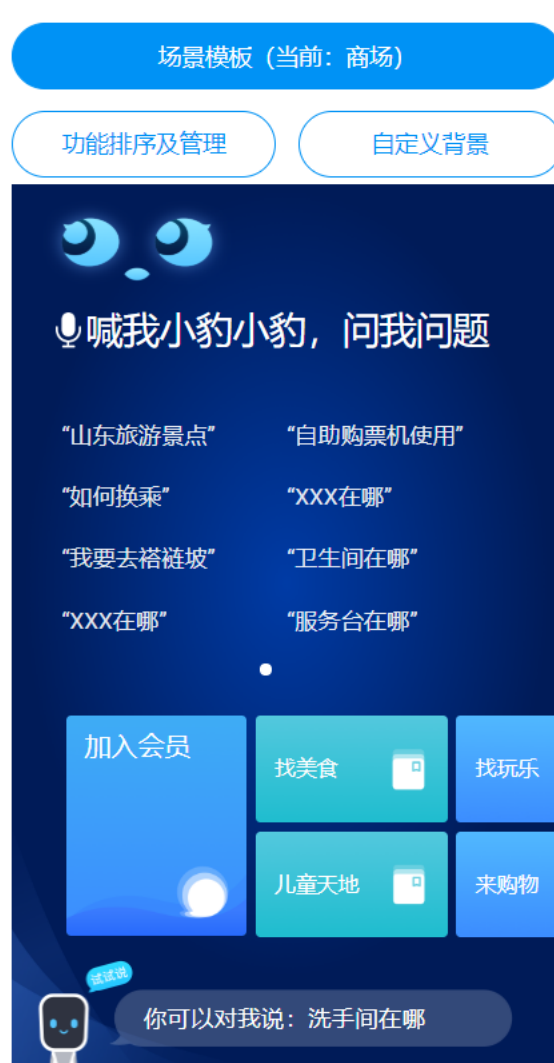 场景模板（当前：商场）
功能排序及管理 自定义背景
喊我小豹小豹，问我问题
“山东旅游景点” “自助购票机使用”
“如何换乘” “XXX在哪”
“我要去褡裢坡” “卫生间在哪”
“XXX在哪” “服务台在哪”
加入会员
找美食 找玩乐
儿童天地 来购物
试试说
你可以对我说：洗手间在哪